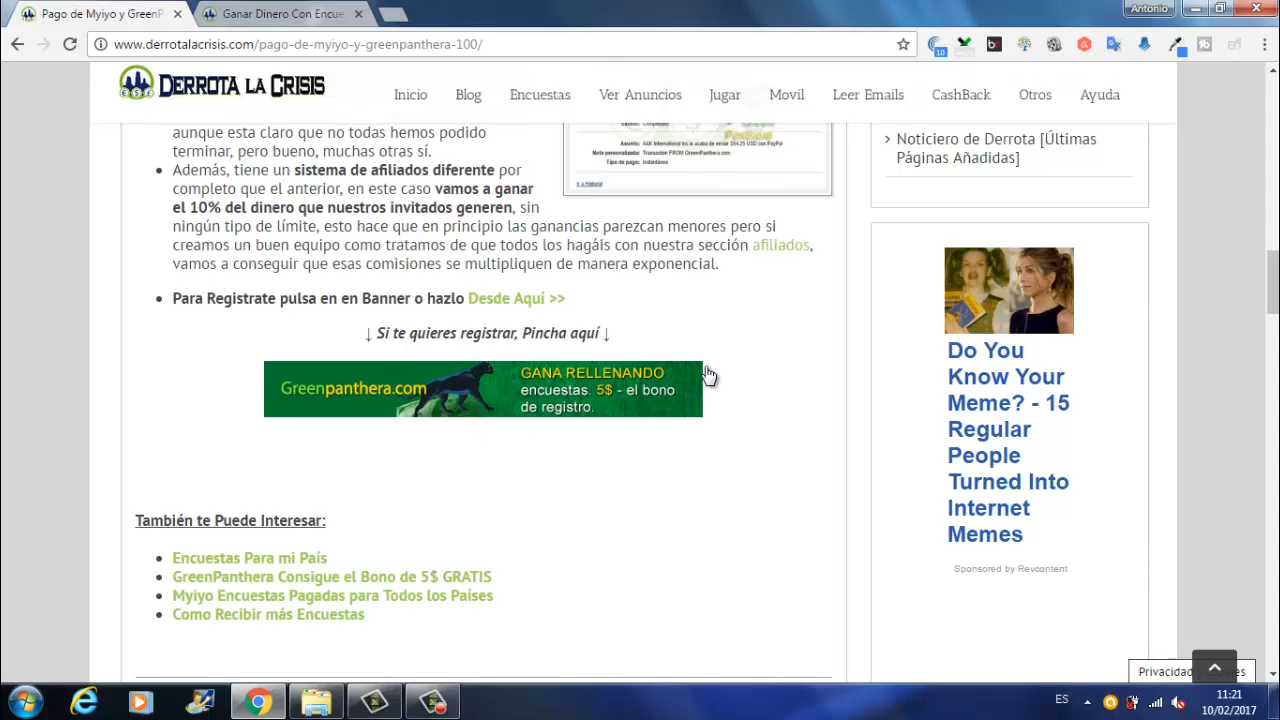 Pago de Myiyo y GreenP
Ganar Dinero Con Encue
Antonio
www.derrotalacrisis.com/pago-de-myiyo-y-greenpanthera-100/
10
DERROTA LA CRISIS
Inicio
Blog
Encuestas
Ver Anuncios
Jugar
Movil
Leer Emails
CashBack
Otros
Ayuda
aunque esta claro que no todas hemos podido
terminar, pero bueno, muchas otras sí.
Además, tiene un sistema de afiliados diferente por
completo que el anterior, en este caso vamos a ganar
el 10% del dinero que nuestros invitados generen, sin
ningún tipo de límite, esto hace que en principio las ganancias parezcan menores pero si
creamos un buen equipo como tratamos de que todos los hagáis con nuestra sección afiliados,
vamos a conseguir que esas comisiones se multipliquen de manera exponencial.
Para Registrate pulsa en en Banner o hazlo Desde Aquí >>
↓ Si te quieres registrar, Pincha aquí ↓
Greenpanthera.com
GANA RELLENANDO
encuestas. 5$ - el bono
de registro.
También te Puede Interesar:
Encuestas Para mi País
GreenPanthera Consigue el Bono de 5$ GRATIS
Myiyo Encuestas Pagadas para Todos los Paises
Como Recibir más Encuestas
Noticiero de Derrota [Últimas
Páginas Añadidas]
Do You
Know Your
Meme? - 15
Regular
People
Turned Into
Internet
Memes
Sponsored by Revcontent
Privacidad y Cookies
ES
11:21
10/02/2017